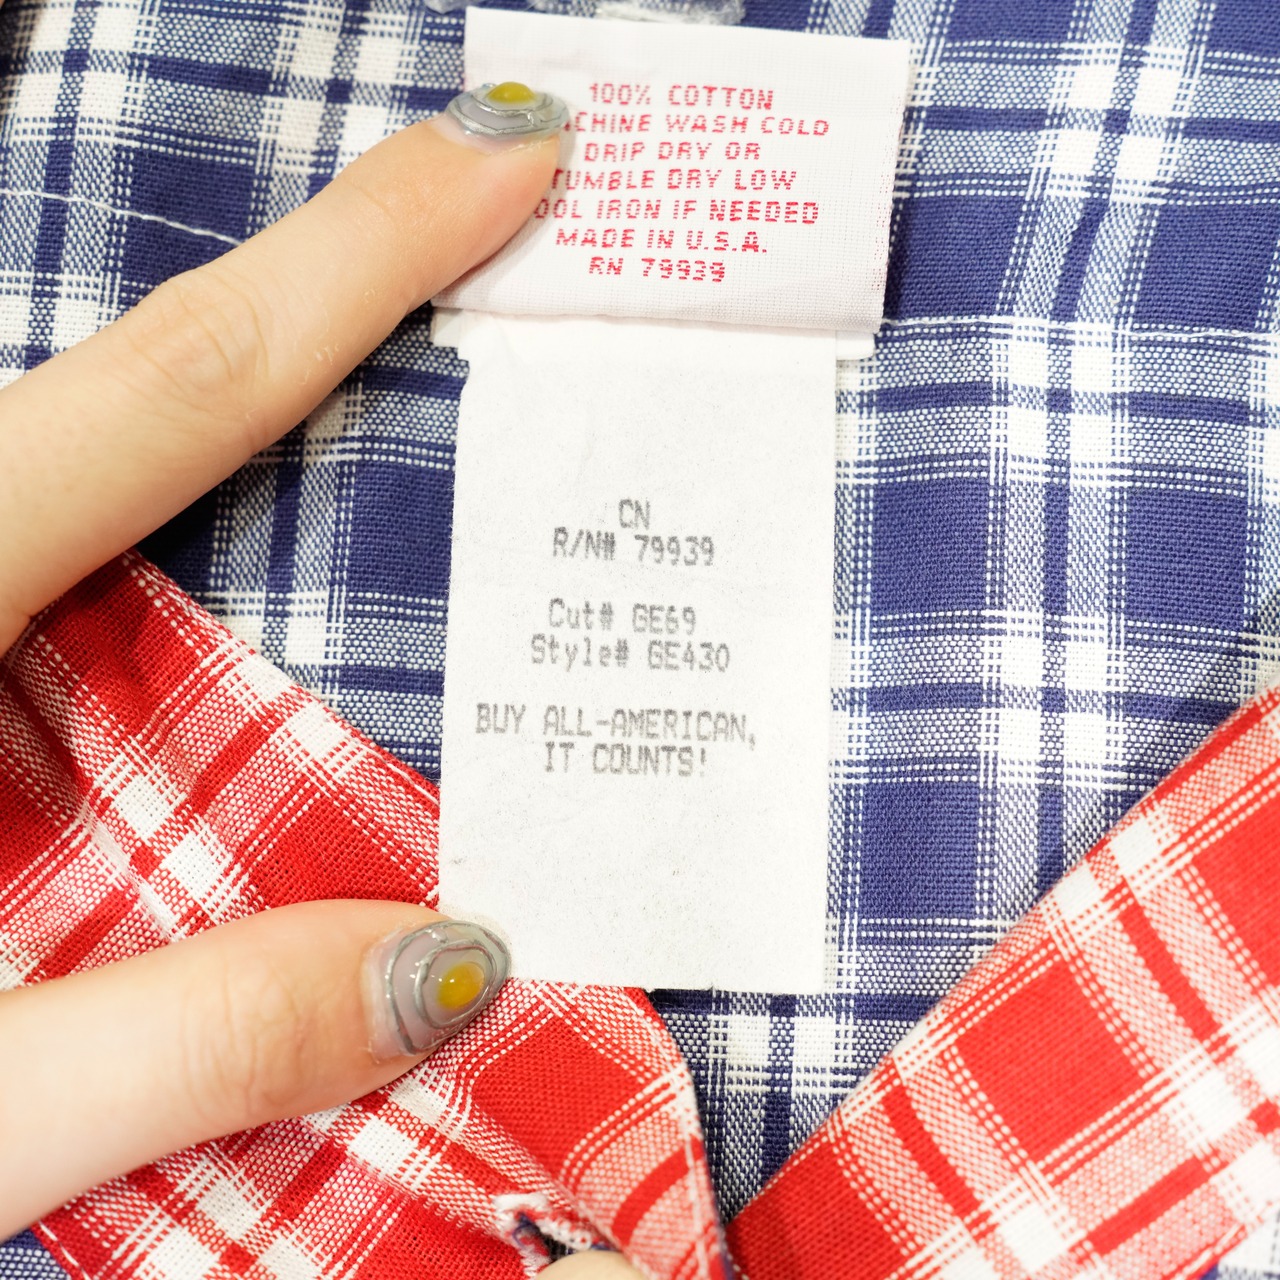 100% COTTON
CHINE WASH COLD
DRIP DRY OR
TUMBLE DRY LOW
OOL IRON IF NEEDED
MADE IN U.S.A.
RN 79939
CN
R/N# 79939
Cut# GE69
Style# GE430
BUY ALL-AMERICAN,
IT COUNTS!